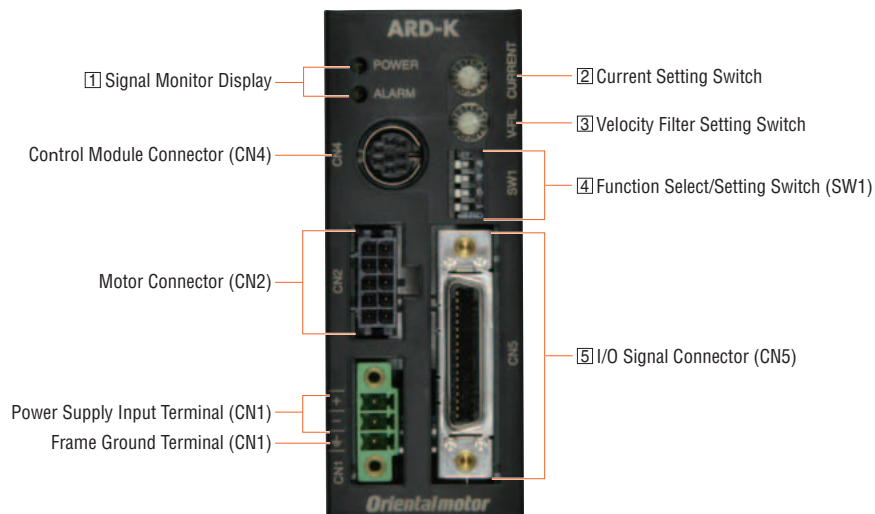 ARD-K
POWER
ALARM
CURRENT
V-FIL
CN4
SW1
CN2
CN5
+
−
CN1
Orientalmotor
1 Signal Monitor Display
Control Module Connector (CN4)
Motor Connector (CN2)
Power Supply Input Terminal (CN1)
Frame Ground Terminal (CN1)
2 Current Setting Switch
3 Velocity Filter Setting Switch
4 Function Select/Setting Switch (SW1)
5 I/O Signal Connector (CN5)